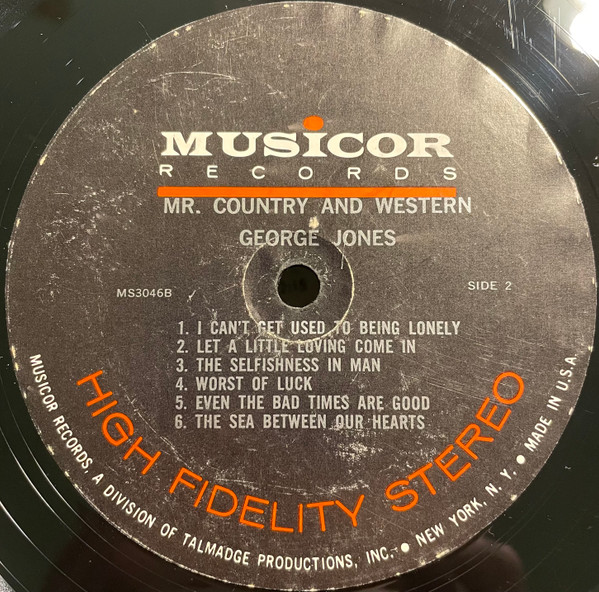 MUSiCOR
RECORDS
MR. COUNTRY AND WESTERN
GEORGE JONES
MS3046B
SIDE 2
1. I CAN'T GET USED TO BEING LONELY
2. LET A LITTLE LOVING COME IN
3. THE SELFISHNESS IN MAN
4. WORST OF LUCK
5. EVEN THE BAD TIMES ARE GOOD
6. THE SEA BETWEEN OUR HEARTS
HIGH FIDELITY STEREO
MUSICOR RECORDS, A DIVISION OF TALMADGE PRODUCTIONS, INC. • NEW YORK, N. Y. • MADE IN U.S.A.